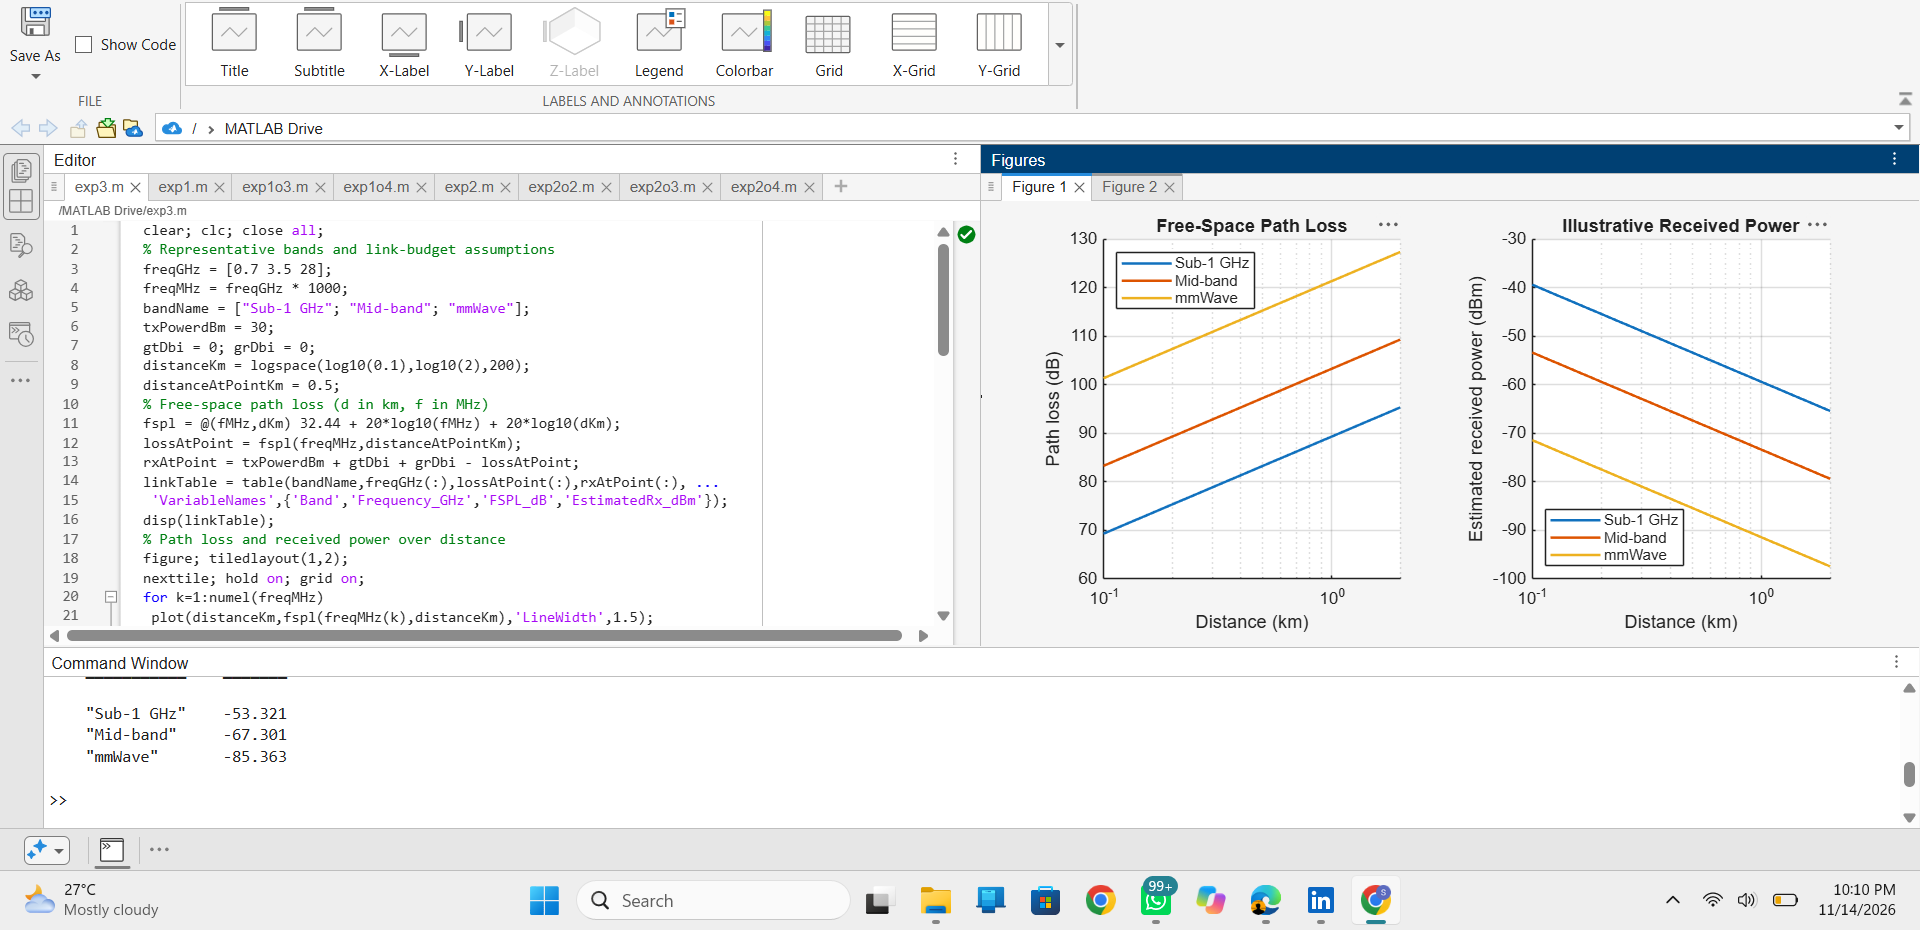 Save As
Show Code
FILE
Title
Subtitle
X-Label
Y-Label
Z-Label
Legend
Colorbar
Grid
X-Grid
Y-Grid
LABELS AND ANNOTATIONS
/ › MATLAB Drive
Editor
exp3.m
exp1.m
exp1o3.m
exp1o4.m
exp2.m
exp2o2.m
exp2o3.m
exp2o4.m
/MATLAB Drive/exp3.m
1 clear; clc; close all;
2 % Representative bands and link-budget assumptions
3 freqGHz = [0.7 3.5 28];
4 freqMHz = freqGHz * 1000;
5 bandName = ["Sub-1 GHz"; "Mid-band"; "mmWave"];
6 txPowerdBm = 30;
7 gtDbi = 0; grDbi = 0;
8 distanceKm = logspace(log10(0.1),log10(2),200);
9 distanceAtPointKm = 0.5;
10 % Free-space path loss (d in km, f in MHz)
11 fspl = @(fMHz,dKm) 32.44 + 20*log10(fMHz) + 20*log10(dKm);
12 lossAtPoint = fspl(freqMHz,distanceAtPointKm);
13 rxAtPoint = txPowerdBm + gtDbi + grDbi - lossAtPoint;
14 linkTable = table(bandName,freqGHz(:),lossAtPoint(:),rxAtPoint(:), ...
15 'VariableNames',{'Band','Frequency_GHz','FSPL_dB','EstimatedRx_dBm'});
16 disp(linkTable);
17 % Path loss and received power over distance
18 figure; tiledlayout(1,2);
19 nexttile; hold on; grid on;
20 for k=1:numel(freqMHz)
21 plot(distanceKm,fspl(freqMHz(k),distanceKm),'LineWidth',1.5);
Figures
Figure 1
Figure 2
Free-Space Path Loss
Path loss (dB)
130
120
110
100
90
80
70
60
Sub-1 GHz
Mid-band
mmWave
10-1
100
Distance (km)
Illustrative Received Power
Estimated received power (dBm)
-30
-40
-50
-60
-70
-80
-90
-100
Sub-1 GHz
Mid-band
mmWave
10-1
100
Distance (km)
Command Window
"Sub-1 GHz" -53.321
"Mid-band" -67.301
"mmWave" -85.363
>>
27°C
Mostly cloudy
Search
99+
10:10 PM
11/14/2026